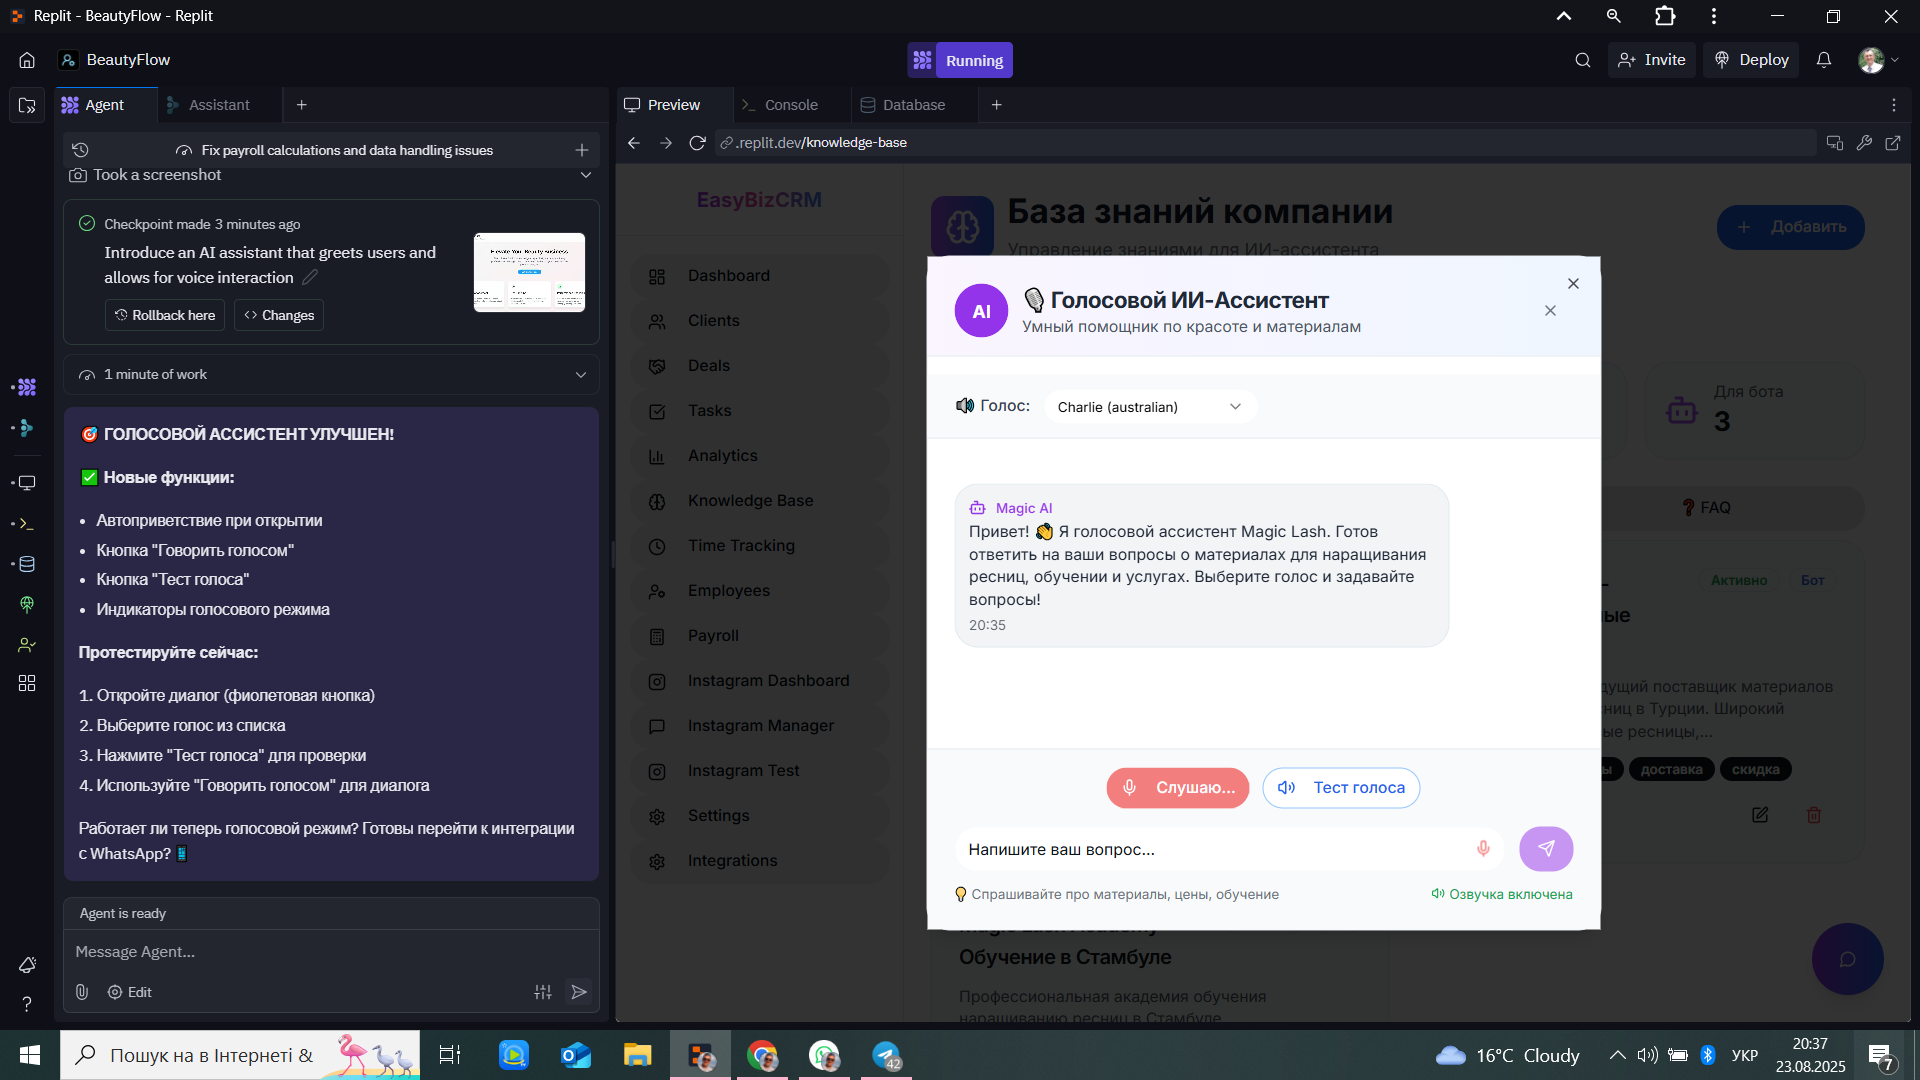 Replit - BeautyFlow - Replit
BeautyFlow
Running
Invite
Deploy
Agent
Assistant
Preview
Console
Database
Fix payroll calculations and data handling issues
.replit.dev/knowledge-base
Took a screenshot
Checkpoint made 3 minutes ago
Introduce an AI assistant that greets users and
allows for voice interaction
Rollback here
Changes
1 minute of work
🎯 ГОЛОСОВОЙ АССИСТЕНТ УЛУЧШЕН!
✅ Новые функции:
• Автоприветствие при открытии
• Кнопка "Говорить голосом"
• Кнопка "Тест голоса"
• Индикаторы голосового режима
Протестируйте сейчас:
1. Откройте диалог (фиолетовая кнопка)
2. Выберите голос из списка
3. Нажмите "Тест голоса" для проверки
4. Используйте "Говорить голосом" для диалога
Работает ли теперь голосовой режим? Готовы перейти к интеграции
с WhatsApp? 📱
Agent is ready
Message Agent...
Edit
EasyBizCRM
Dashboard
Clients
Deals
Tasks
Analytics
Knowledge Base
Time Tracking
Employees
Payroll
Instagram Dashboard
Instagram Manager
Instagram Test
Settings
Integrations
База знаний компании
Управление знаниями для ИИ-ассистента
Добавить
Для бота
3
❓ FAQ
Активно
Бот
доставка
скидка
поставщик материалов
в Турции. Широкий
ресницы,...
AI
🎙️ Голосовой ИИ-Ассистент
Умный помощник по красоте и материалам
🔊 Голос:
Charlie (australian)
Magic AI
Привет! 👋 Я голосовой ассистент Magic Lash. Готов
ответить на ваши вопросы о материалах для наращивания
ресниц, обучении и услугах. Выберите голос и задавайте
вопросы!
20:35
Слушаю...
Тест голоса
Напишите ваш вопрос...
💡 Спрашивайте про материалы, цены, обучение
Озвучка включена
Magic Lash Academy
Обучение в Стамбуле
Профессиональная академия обучения
наращиванию ресниц в Стамбуле
Пошук на в Інтернеті &
42
16°C Cloudy
УКР
20:37
23.08.2025
7